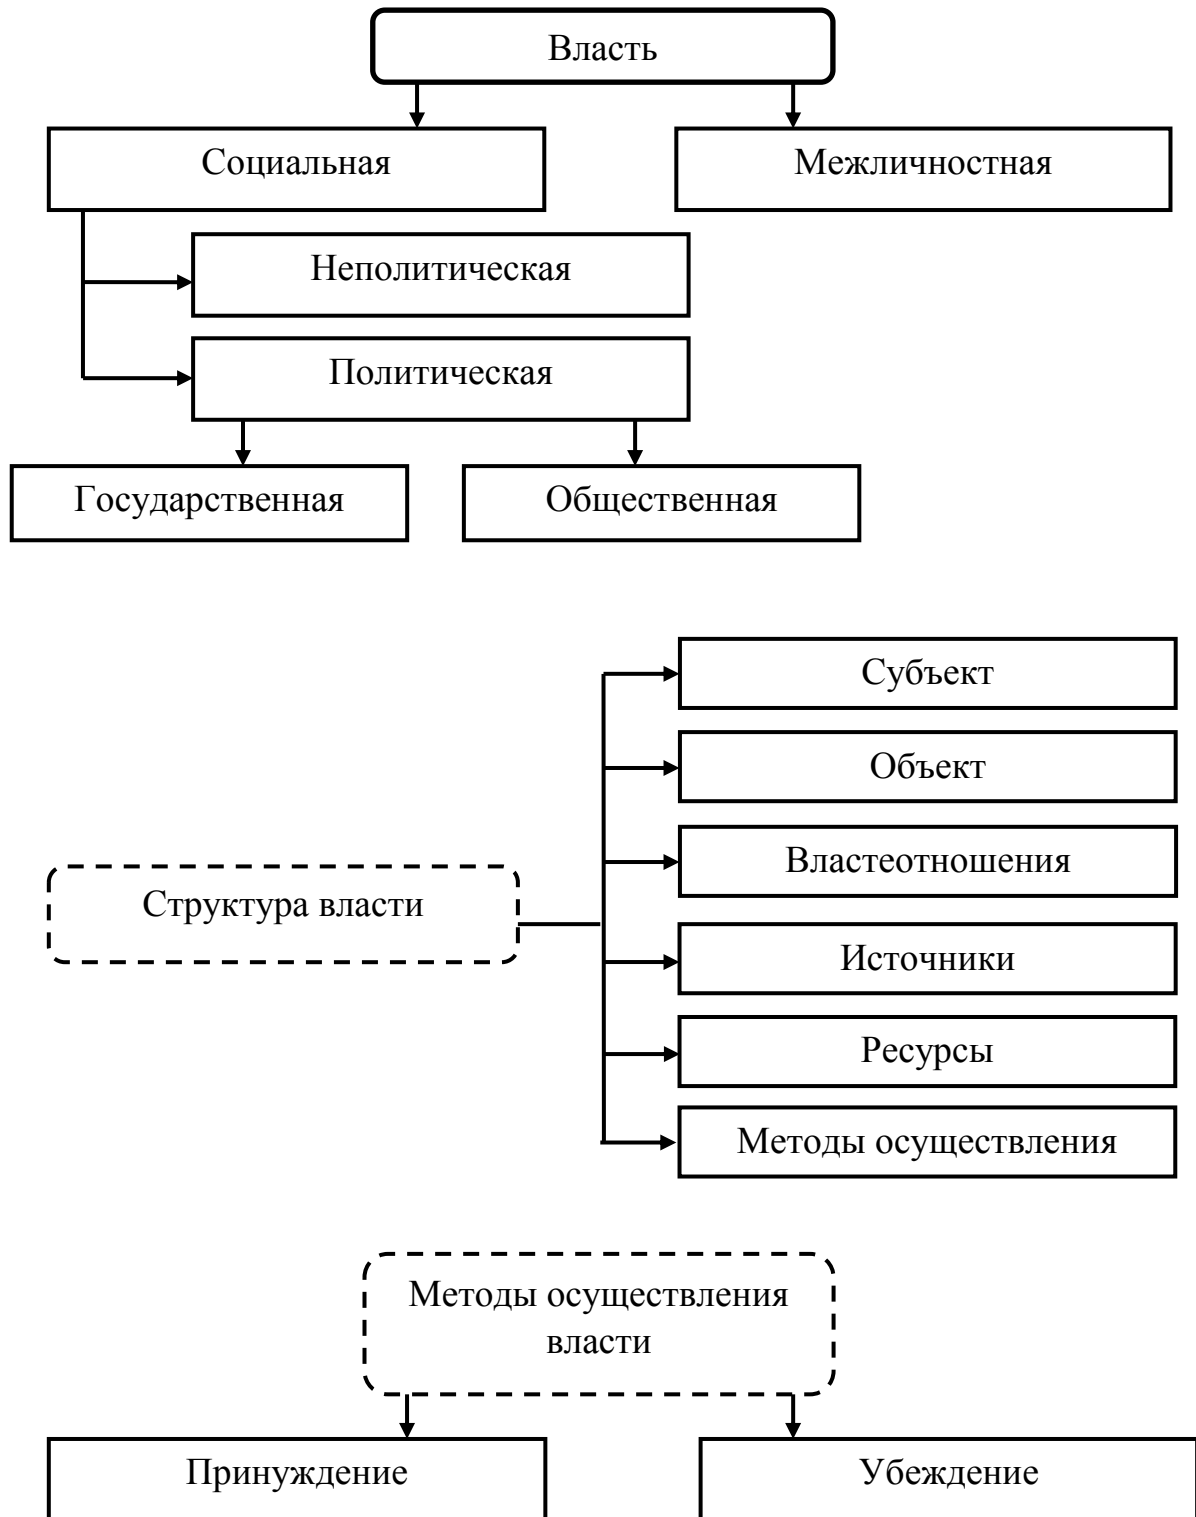 Власть
Социальная
Межличностная
Неполитическая
Политическая
Государственная
Общественная
Субъект
Объект
Властеотношения
Структура власти
Источники
Ресурсы
Методы осуществления
Методы осуществления
власти
Принуждение
Убеждение